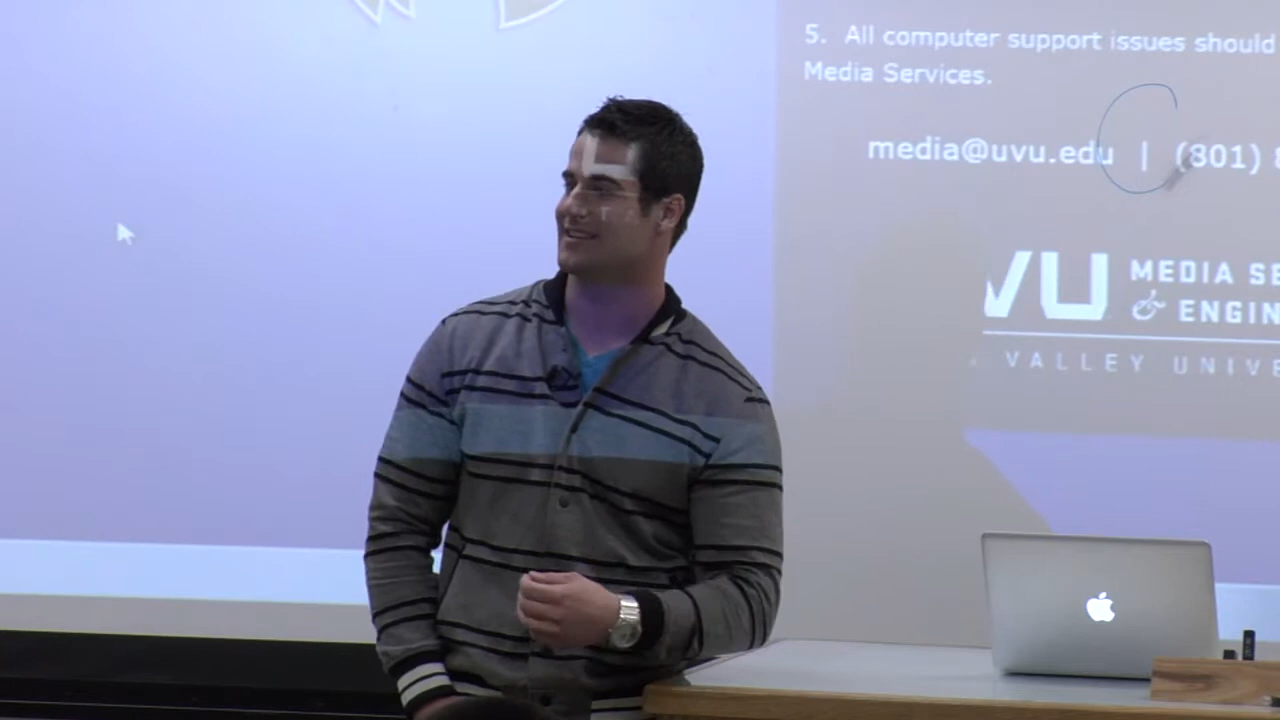 5. All computer support issues should
Media Services.
media@uvu.edu | (801)
VU
MEDIA SE
& ENGIN
VALLEY UNIVE